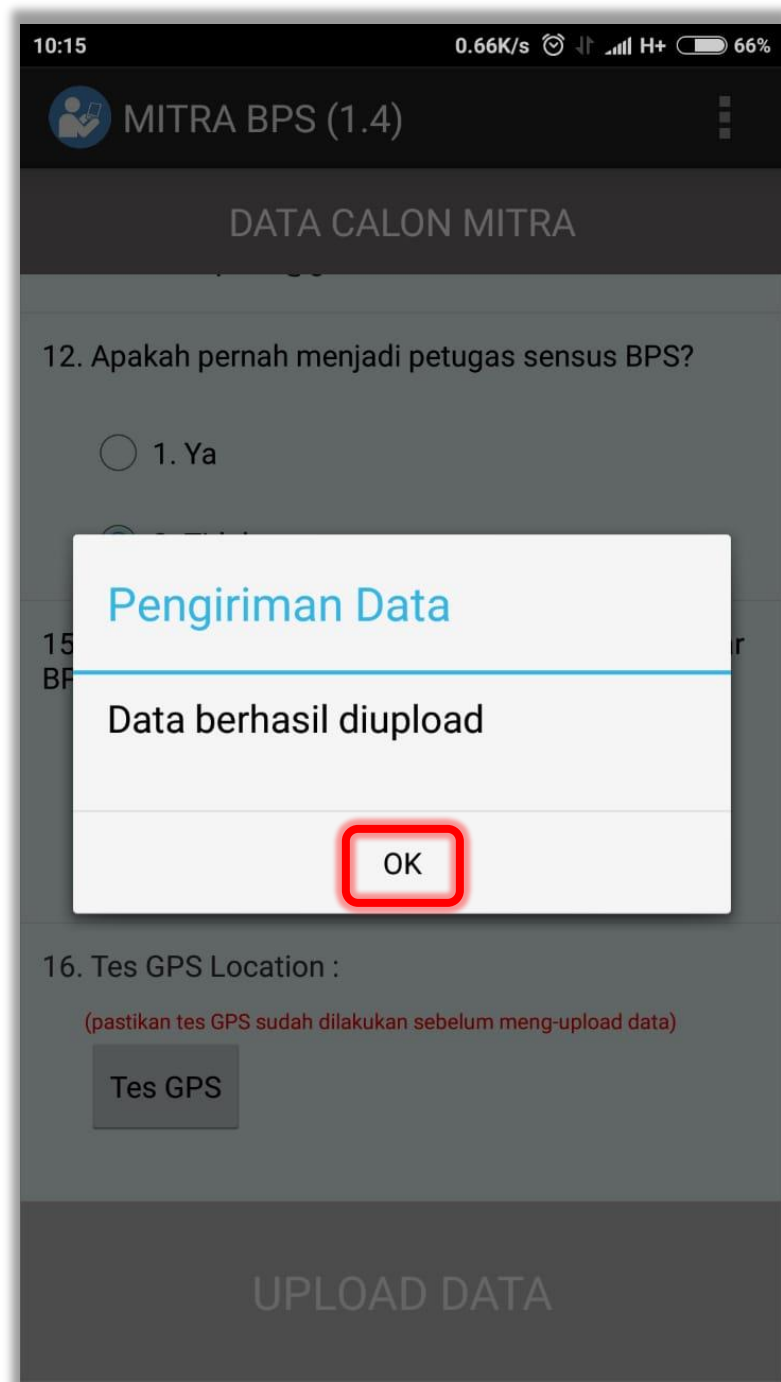 10:15 0.66K/s H+ 66%
MITRA BPS (1.4)
DATA CALON MITRA
12. Apakah pernah menjadi petugas sensus BPS?
1. Ya
Pengiriman Data
15
BP
Data berhasil diupload
OK
16. Tes GPS Location :
(pastikan tes GPS sudah dilakukan sebelum meng-upload data)
Tes GPS
UPLOAD DATA